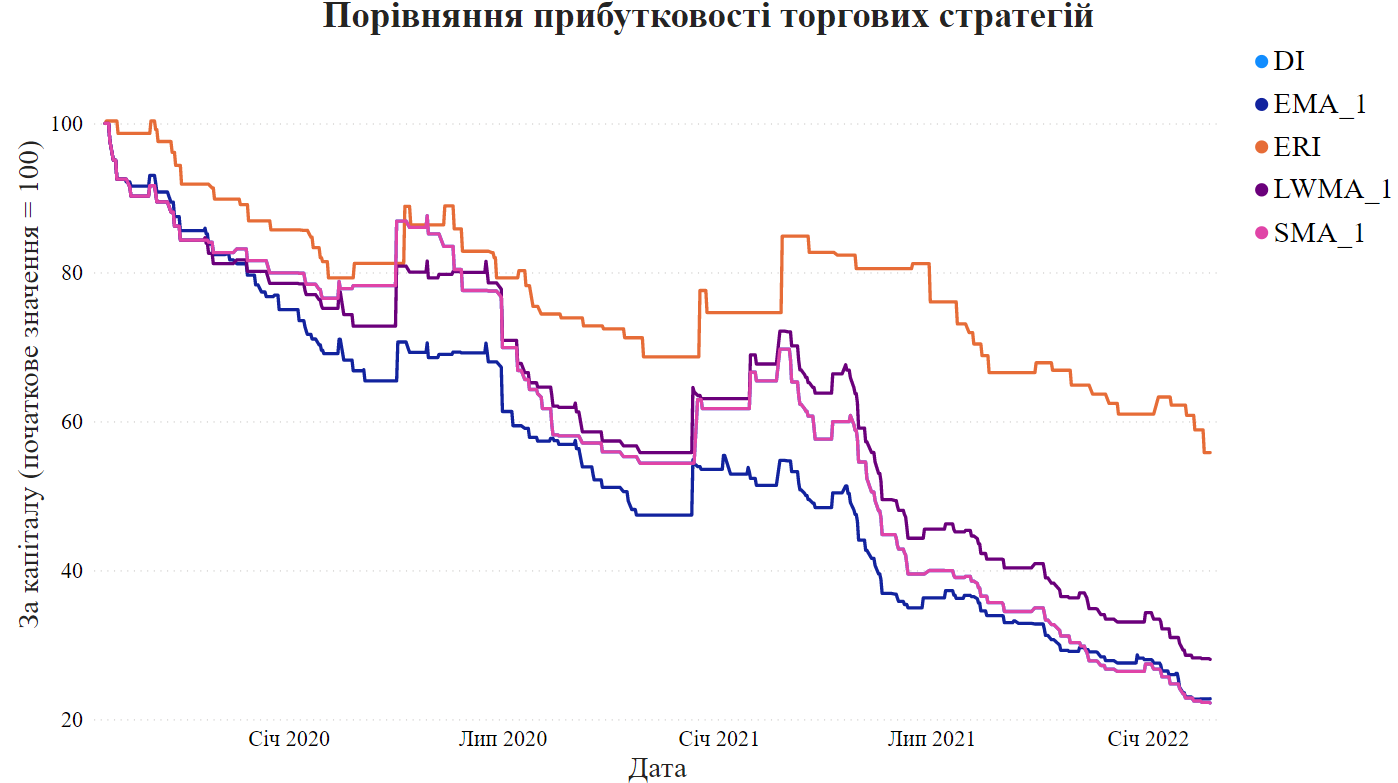 Порівняння прибутковості торгових стратегій
DI
EMA_1
ERI
LWMA_1
SMA_1
За капіталу (початкове значення = 100)
100
80
60
40
20
Січ 2020
Лип 2020
Січ 2021
Лип 2021
Січ 2022
Дата